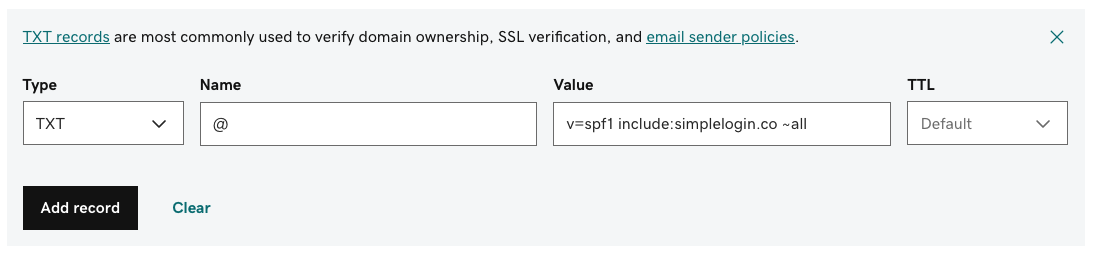 TXT records are most commonly used to verify domain ownership, SSL verification, and email sender policies.
Type Name Value TTL
TXT @ v=spf1 include:simplelogin.co ~all Default
Add record Clear